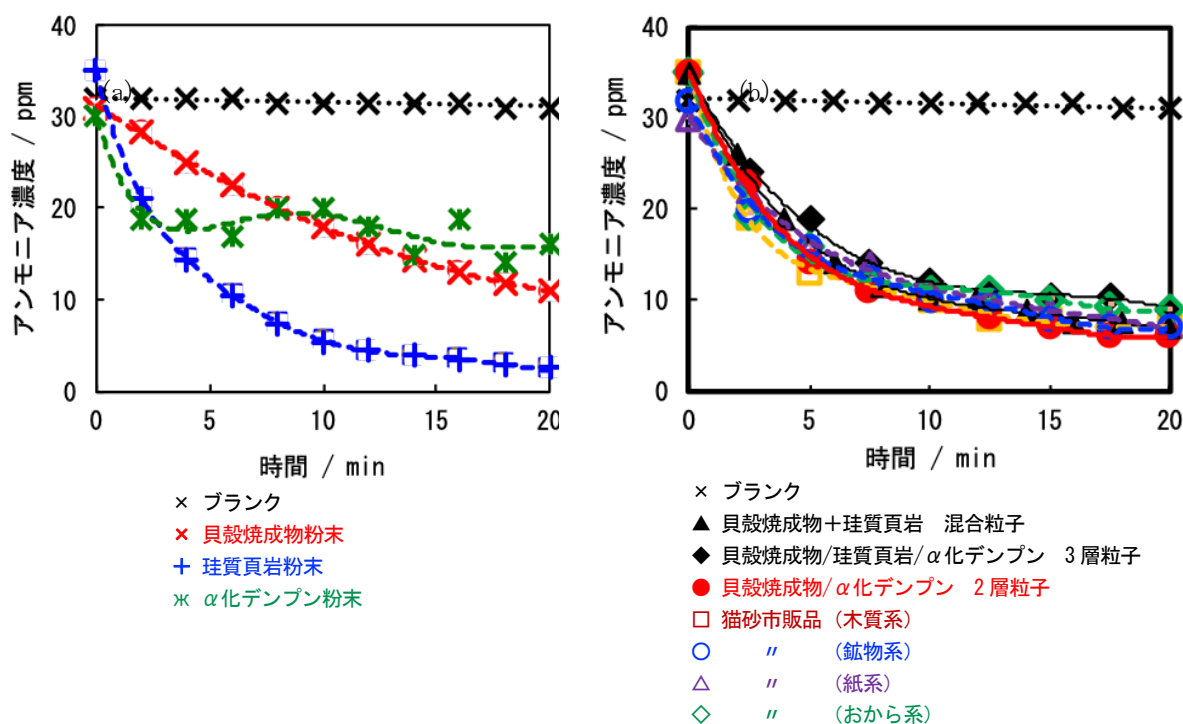 (a)
アンモニア濃度 / ppm
40
30
20
10
0
0 5 10 15 20
時間 / min
× ブランク
× 貝殻焼成物粉末
+ 珪質頁岩粉末
ж α化デンプン粉末
(b)
アンモニア濃度 / ppm
40
30
20
10
0
0 5 10 15 20
時間 / min
× ブランク
▲ 貝殻焼成物+珪質頁岩 混合粒子
◆ 貝殻焼成物/珪質頁岩/α化デンプン 3層粒子
● 貝殻焼成物/α化デンプン 2層粒子
□ 猫砂市販品(木質系)
○ 〃 (鉱物系)
△ 〃 (紙系)
◇ 〃 (おから系)